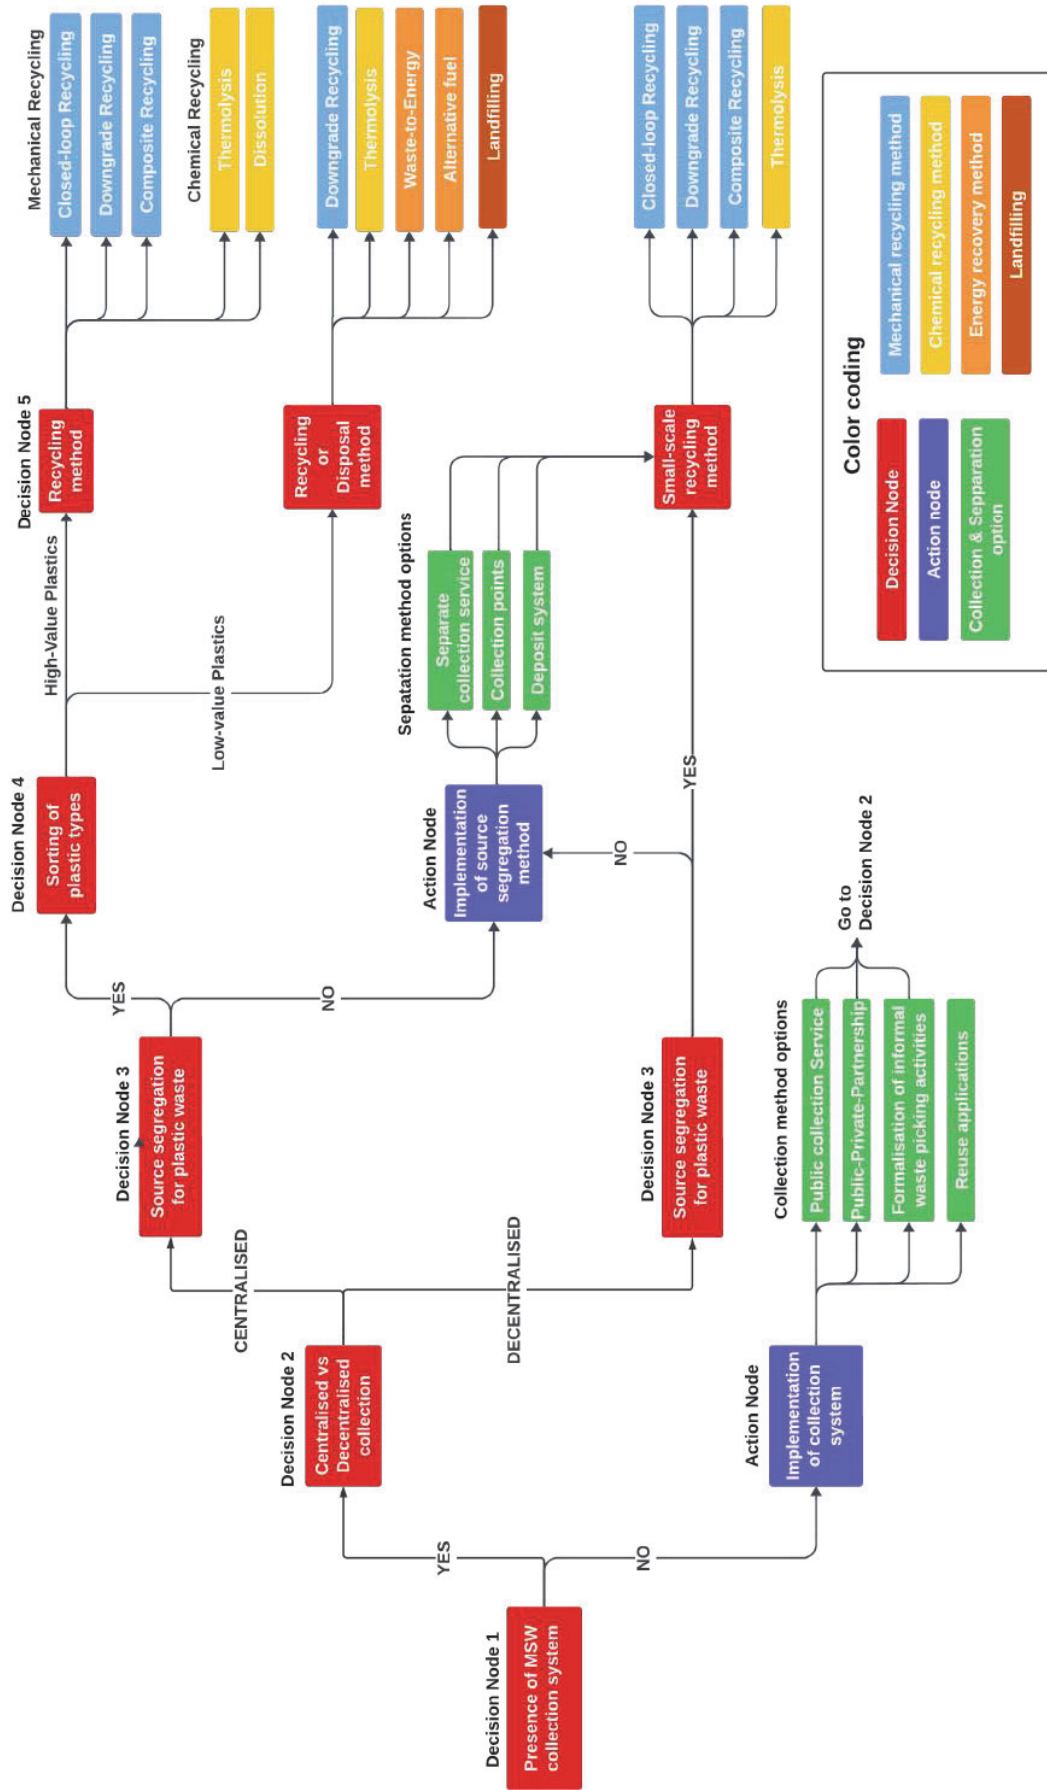 Decision Node 1
Presence of MSW
collection system
YES
NO
Decision Node 2
Centralised vs
Decentralised
collection
CENTRALISED
DECENTRALISED
Action Node
Implementation
of collection
system
Decision Node 3
Source segregation
for plastic waste
YES
NO
Decision Node 3
Source segregation
for plastic waste
NO
YES
Collection method options
Public collection Service
Public-Private-Partnership
Formalisation of informal
waste picking activities
Reuse applications
Go to
Decision Node 2
Decision Node 4
Sorting of
plastic types
High-Value Plastics
Low-value Plastics
Action Node
Implementation
of source
segregation
method
Sepatation method options
Separate
collection service
Collection points
Deposit system
Decision Node 5
Recycling
method
Recycling
or
Disposal
method
Small-scale
recycling
method
Mechanical Recycling
Closed-loop Recycling
Downgrade Recycling
Composite Recycling
Chemical Recycling
Thermolysis
Dissolution
Downgrade Recycling
Thermolysis
Waste-to-Energy
Alternative fuel
Landfilling
Closed-loop Recycling
Downgrade Recycling
Composite Recycling
Thermolysis
Color coding
Decision Node
Action node
Collection & Sepparation
option
Mechanical recycling method
Chemical recycling method
Energy recovery method
Landfilling